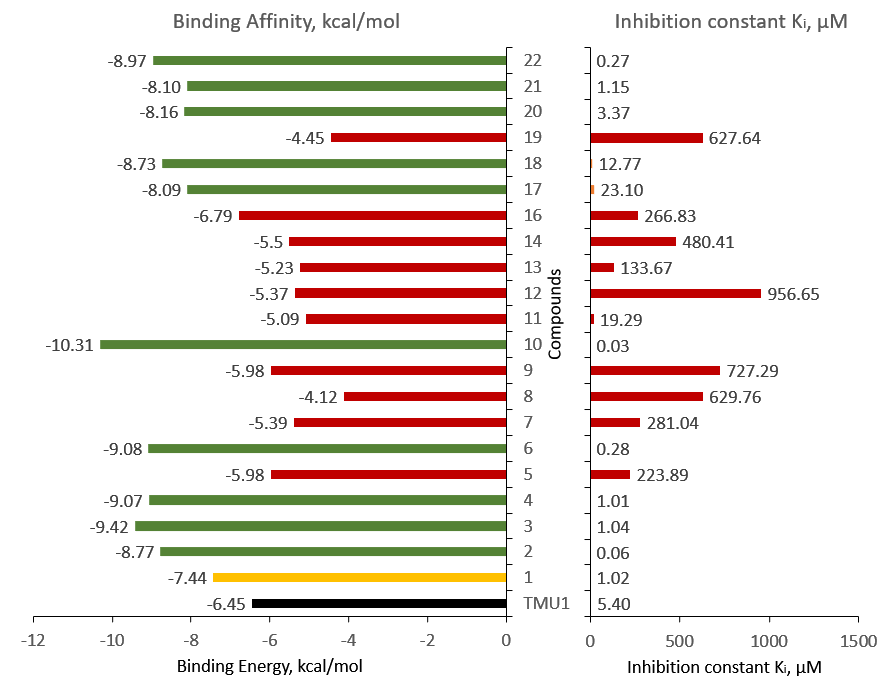 Binding Affinity, kcal/mol
Inhibition constant Ki, µM
-8.97 22 0.27
-8.10 21 1.15
-8.16 20 3.37
-4.45 19 627.64
-8.73 18 12.77
-8.09 17 23.10
-6.79 16 266.83
-5.5 14 480.41
-5.23 13 133.67
-5.37 12 956.65
-5.09 11 19.29
-10.31 10 0.03
-5.98 9 727.29
-4.12 8 629.76
-5.39 7 281.04
-9.08 6 0.28
-5.98 5 223.89
-9.07 4 1.01
-9.42 3 1.04
-8.77 2 0.06
-7.44 1 1.02
-6.45 TMU1 5.40
Compounds
-12 -10 -8 -6 -4 -2 0
0 500 1000 1500
Binding Energy, kcal/mol
Inhibition constant Ki, µM